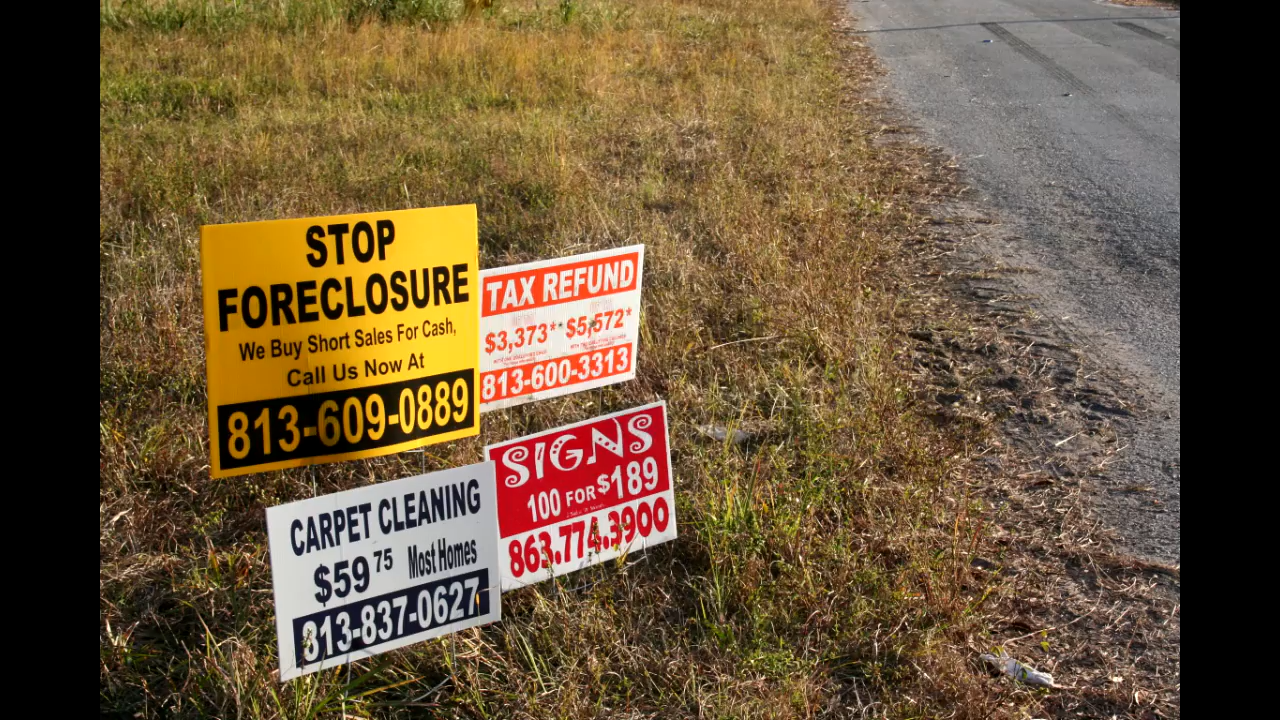 STOP
FORECLOSURE
We Buy Short Sales For Cash,
Call Us Now At
813-609-0889
TAX REFUND
$3,373** $5,572*
813-600-3313
CARPET CLEANING
$59 75 Most Homes
813-837-0627
SIGNS
100 FOR $189
863.774.3900